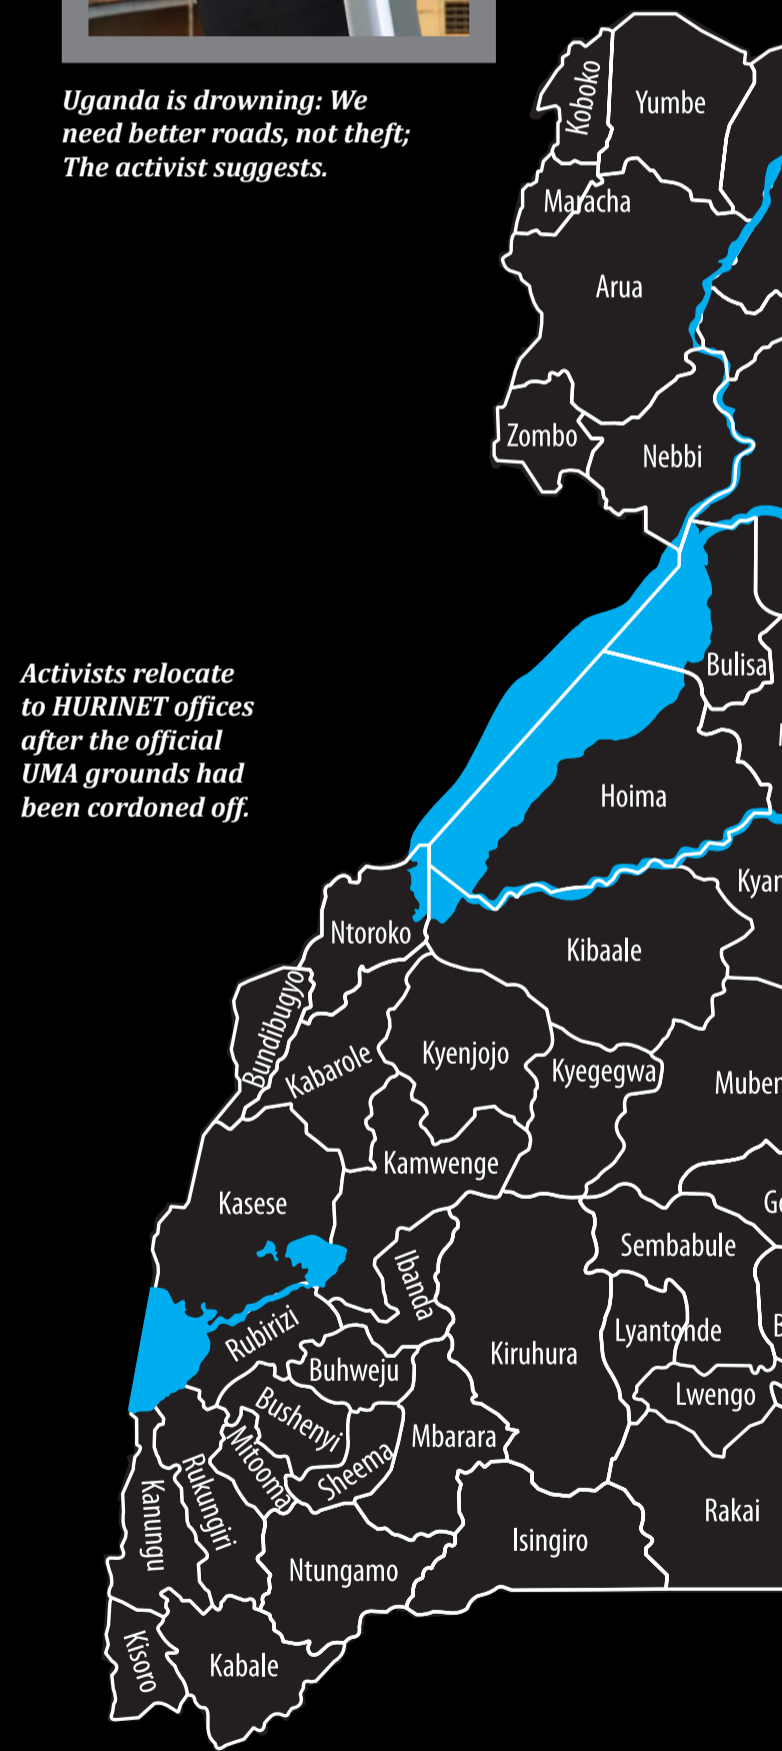 Uganda is drowning: We
need better roads, not theft;
The activist suggests.
Koboko
Yumbe
Maracha
Arua
Zombo
Nebbi
Activists relocate
to HURINET offices
after the official
UMA grounds had
been cordoned off.
Bulisa
Hoima
Kyan
Ntoroko
Kibaale
Bundibugyo
Kabarole
Kyenjojo
Kyegegwa
Muben
Kamwenge
Kasese
Ibanda
Sembabule
Rubirizi
Lyantonde
Buhweju
Kiruhura
Lwengo
Bushenyi
Mbarara
Mitooma
Sheema
Rukungiri
Kanungu
Rakai
Isingiro
Ntungamo
Kisoro
Kabale